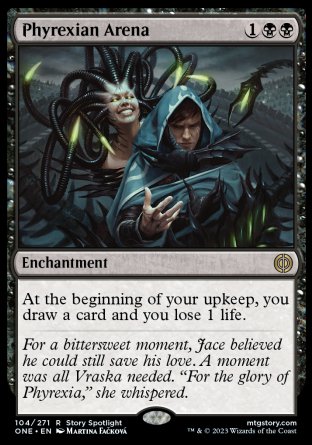 Phyrexian Arena 1
Enchantment
At the beginning of your upkeep, you
draw a card and you lose 1 life.
For a bittersweet moment, Jace believed
he could still save his love. A moment
was all Vraska needed. “For the glory of
Phyrexia,” she whispered.
104/271 R Story Spotlight mtgstory.com
ONE • EN MARTINA FAČKOVÁ ™ & © 2023 Wizards of the Coast